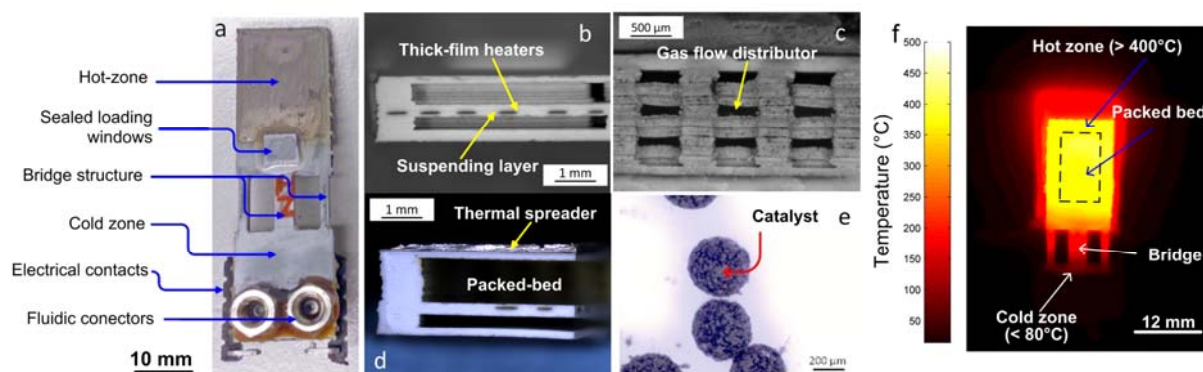 a
Hot-zone
Sealed loading
windows
Bridge structure
Cold zone
Electrical contacts
Fluidic conectors
10 mm
b
Thick-film heaters
Suspending layer
1 mm
500 µm
c
Gas flow distributor
1 mm
Thermal spreader
Packed-bed
d
e
Catalyst
200 µm
f
Temperature (°C)
500
450
400
350
300
250
200
150
100
50
Hot zone (> 400°C)
Packed bed
Bridge
Cold zone
(< 80°C)
12 mm